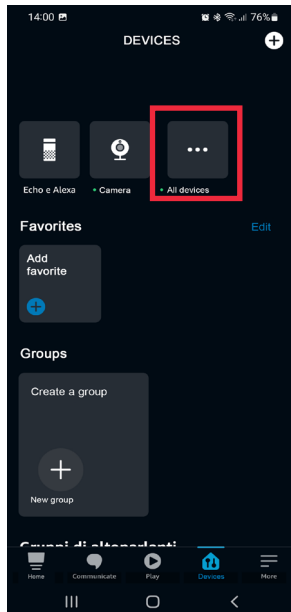 14:00 76%
DEVICES
Echo e Alexa
Camera
All devices
Favorites Edit
Add
favorite
Groups
Create a group
New group
Gruppi di altoparlanti
Home Communicate Play Devices More